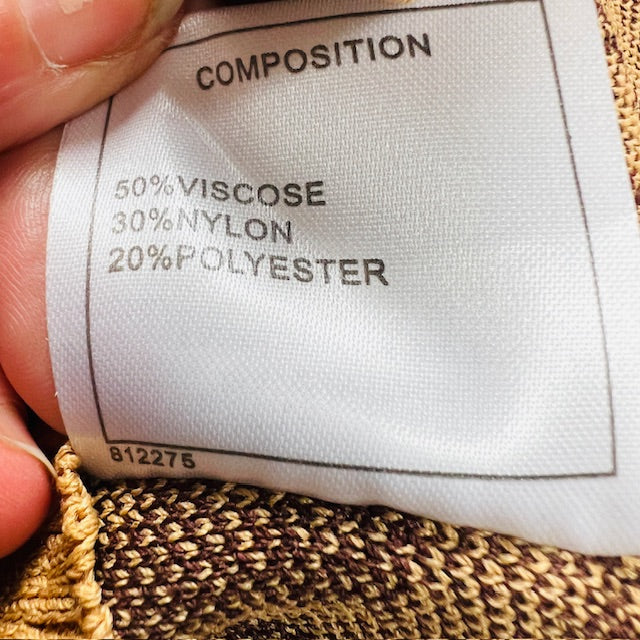 COMPOSITION
50%VISCOSE
30%NYLON
20%POLYESTER
812275